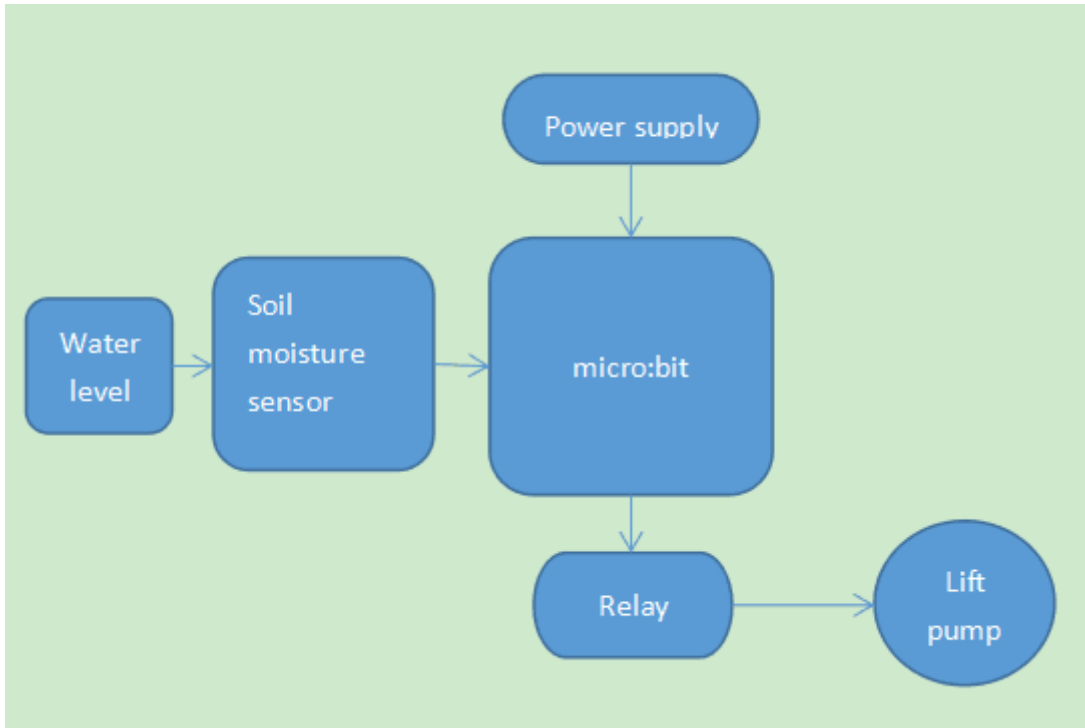 Power supply
Water
level
Soil
moisture
sensor
micro:bit
Relay
Lift
pump